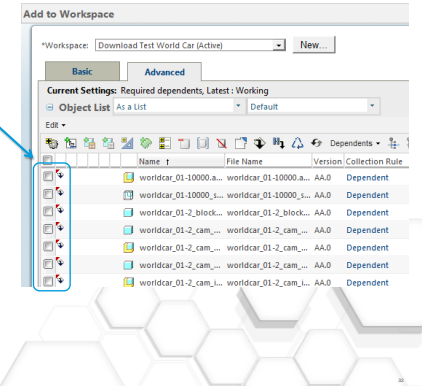 Add to Workspace
*Workspace: Download Test World Car (Active) New...
Basic Advanced
Current Settings: Required dependents, Latest : Working
Object List As a List Default
Edit
Dependents
Name ↑ File Name Version Collection Rule
worldcar_01-10000.a... worldcar_01-10000.a... AA.0 Dependent
worldcar_01-10000_s... worldcar_01-10000_s... AA.0 Dependent
worldcar_01-2_block... worldcar_01-2_block... AA.0 Dependent
worldcar_01-2_cam_... worldcar_01-2_cam_... AA.0 Dependent
worldcar_01-2_cam_... worldcar_01-2_cam_... AA.0 Dependent
worldcar_01-2_cam_... worldcar_01-2_cam_... AA.0 Dependent
worldcar_01-2_cam_i... worldcar_01-2_cam_i... AA.0 Dependent